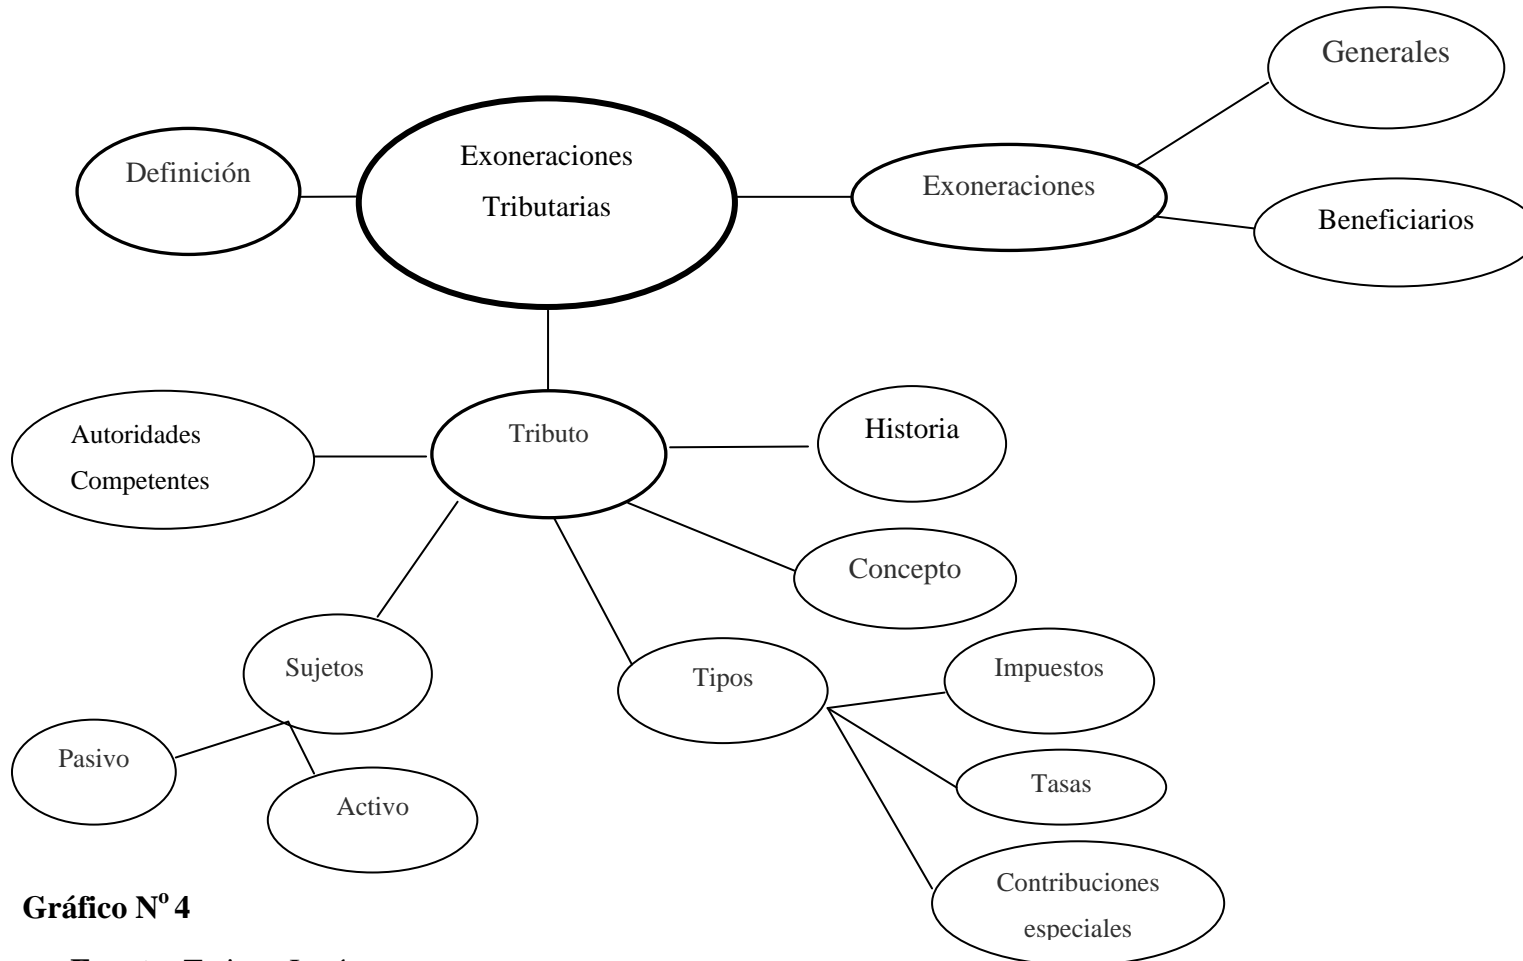 Generales
Exoneraciones
Tributarias
Definición
Exoneraciones
Beneficiarios
Autoridades
Competentes
Tributo
Historia
Concepto
Sujetos
Tipos
Impuestos
Pasivo
Activo
Tasas
Contribuciones
especiales
Gráfico Nº 4